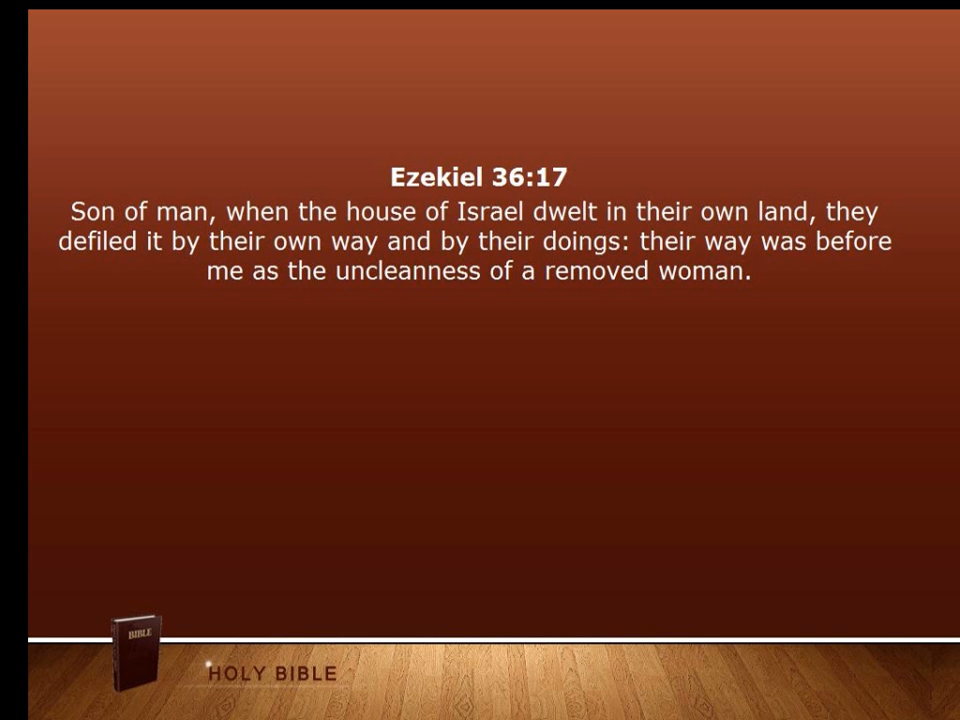 Ezekiel 36:17
Son of man, when the house of Israel dwelt in their own land, they
defiled it by their own way and by their doings: their way was before
me as the uncleanness of a removed woman.
BIBLE
HOLY BIBLE